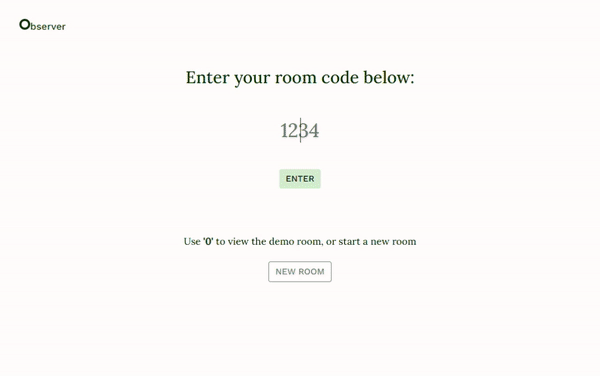 Observer
Enter your room code below:
1234
ENTER
Use '0' to view the demo room, or start a new room
NEW ROOM